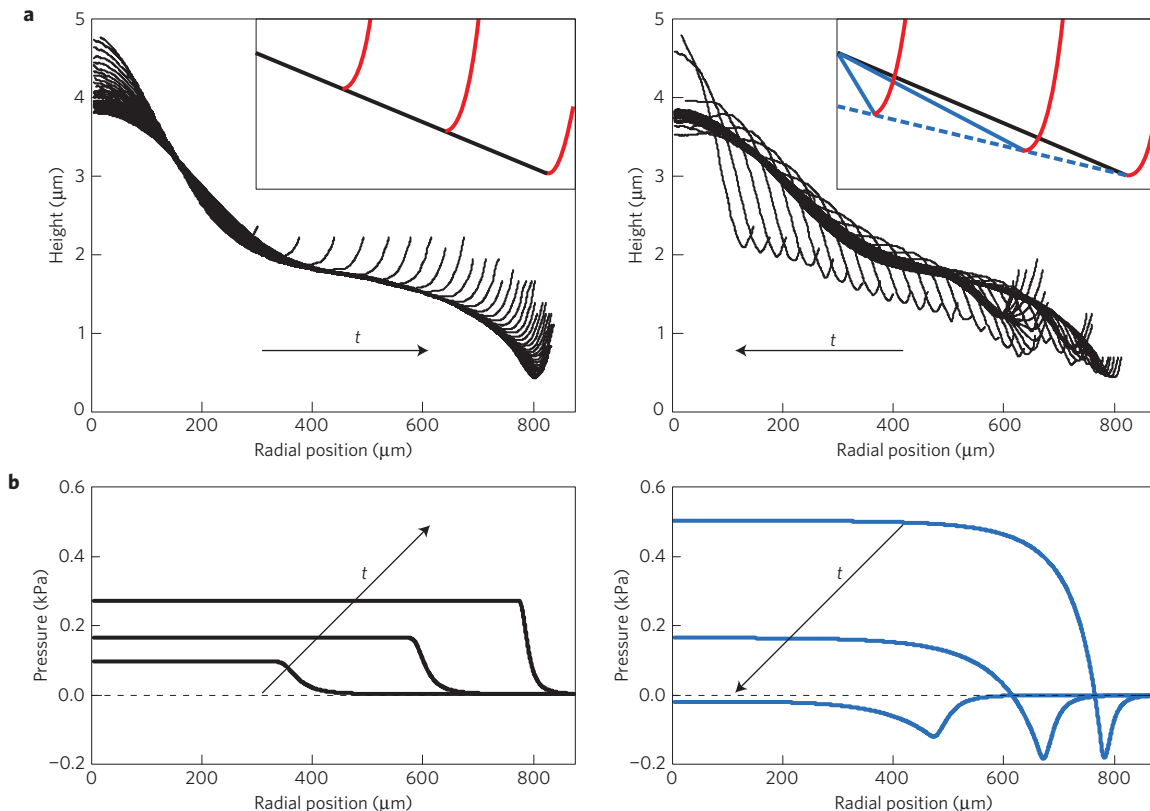 a
5
4
3
2
1
0
Height (μm)
t
0 200 400 600 800
Radial position (μm)
5
4
3
2
1
0
Height (μm)
t
0 200 400 600 800
Radial position (μm)
b
0.6
0.4
0.2
0.0
−0.2
Pressure (kPa)
t
0 200 400 600 800
Radial position (μm)
0.6
0.4
0.2
0.0
−0.2
Pressure (kPa)
t
0 200 400 600 800
Radial position (μm)